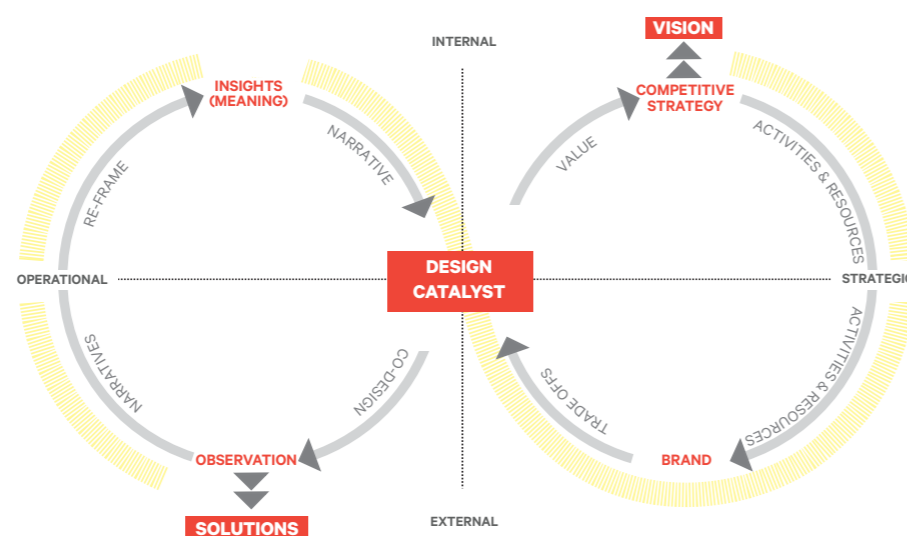 VISION
INTERNAL
INSIGHTS
(MEANING)
COMPETITIVE
STRATEGY
NARRATIVE
VALUE
ACTIVITIES & RESOURCES
RE-FRAME
DESIGN
CATALYST
OPERATIONAL
STRATEGIC
NARRATIVES
CO-DESIGN
TRADE OFFS
ACTIVITIES & RESOURCES
OBSERVATION
BRAND
SOLUTIONS
EXTERNAL